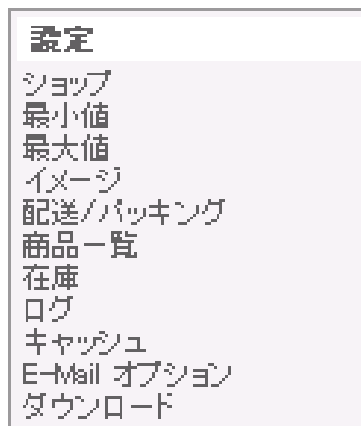 設定
ショップ
最小値
最大値
イメージ
配送/パッキング
商品一覧
在庫
ログ
キャッシュ
E-Mail オプション
ダウンロード